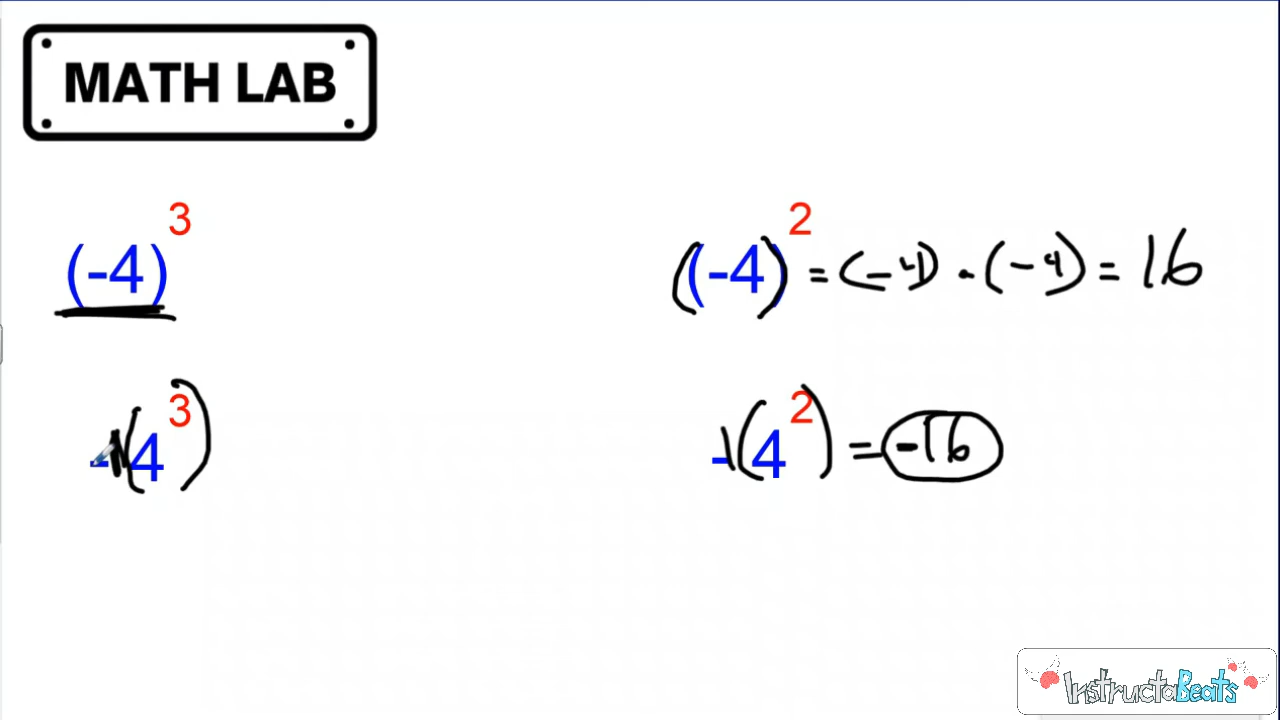 MATH LAB
(-4)³
((-4))² = (-4) · (-4) = 16
-1(4³)
-1(4²) = -16
InstructaBeats